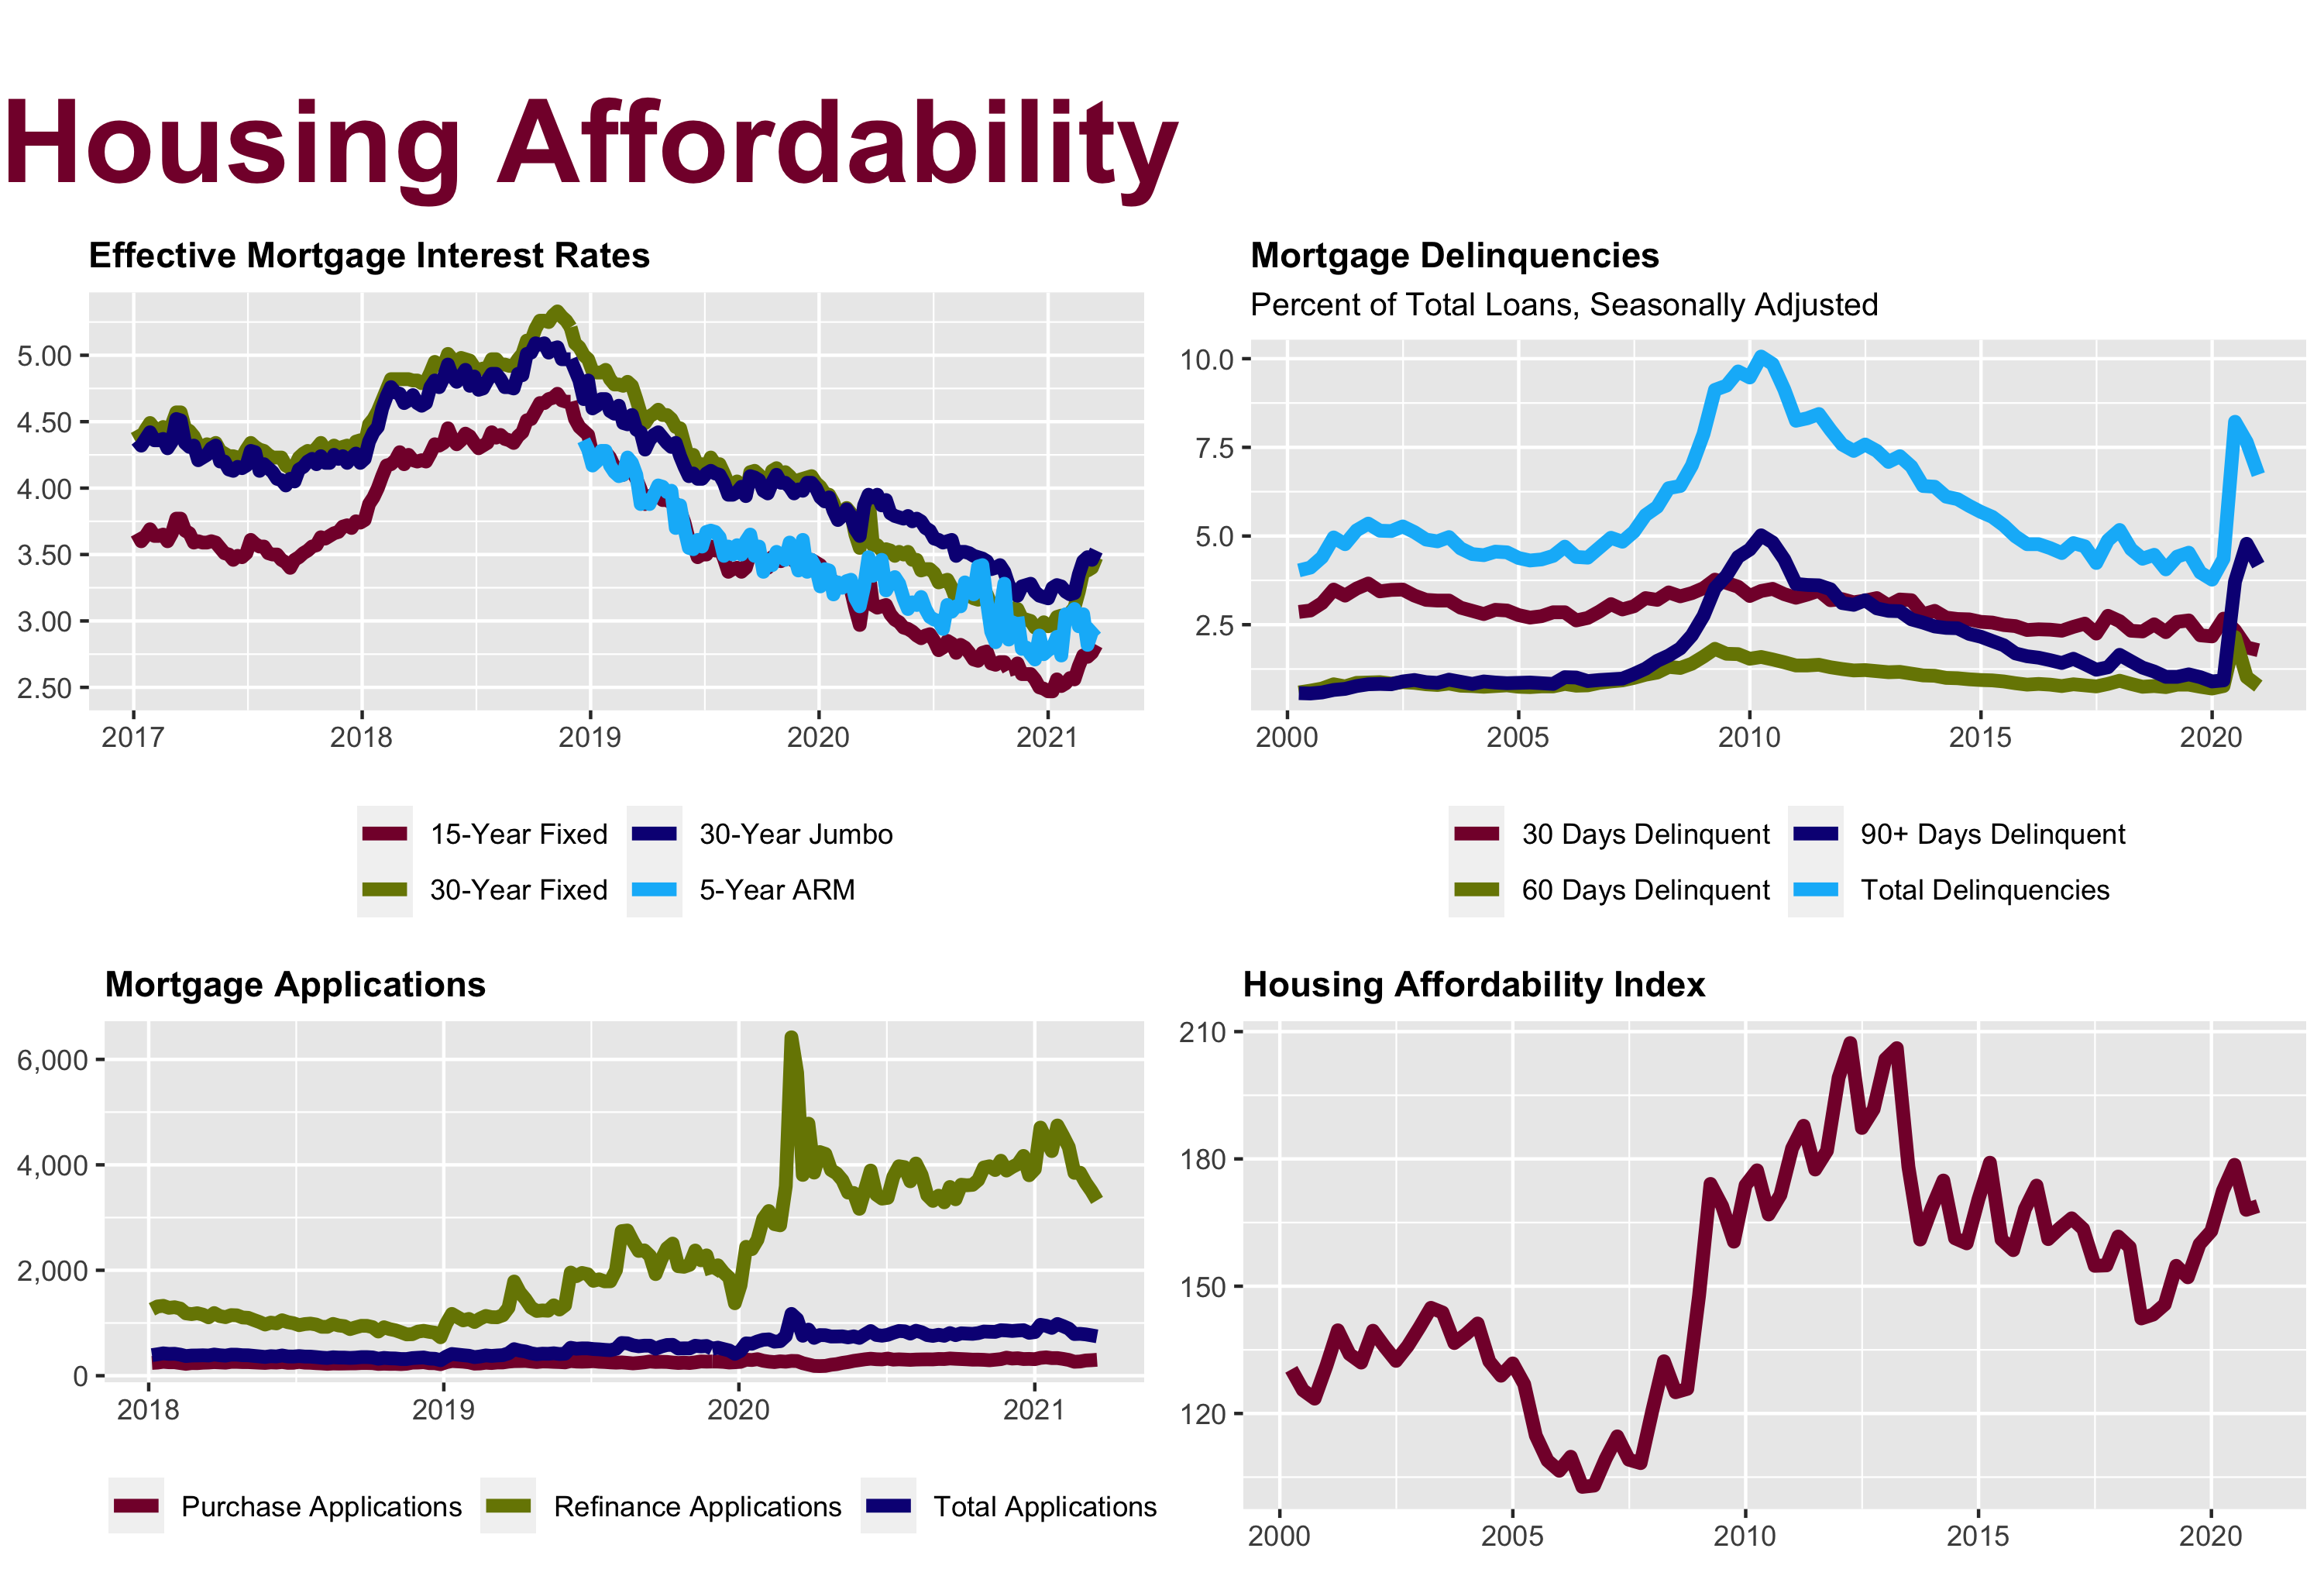 Housing Affordability
Effective Mortgage Interest Rates
5.00
4.50
4.00
3.50
3.00
2.50
2017 2018 2019 2020 2021
15-Year Fixed 30-Year Jumbo
30-Year Fixed 5-Year ARM
Mortgage Delinquencies
Percent of Total Loans, Seasonally Adjusted
10.0
7.5
5.0
2.5
2000 2005 2010 2015 2020
30 Days Delinquent 90+ Days Delinquent
60 Days Delinquent Total Delinquencies
Mortgage Applications
6,000
4,000
2,000
0
2018 2019 2020 2021
Purchase Applications Refinance Applications Total Applications
Housing Affordability Index
210
180
150
120
2000 2005 2010 2015 2020